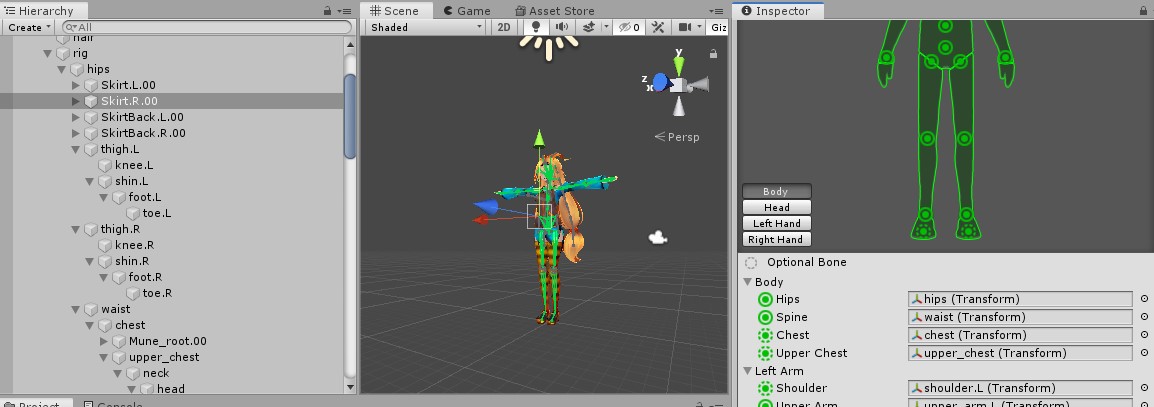 Hierarchy
Create
All
hair
rig
hips
Skirt.L.00
Skirt.R.00
SkirtBack.L.00
SkirtBack.R.00
thigh.L
knee.L
shin.L
foot.L
toe.L
thigh.R
knee.R
shin.R
foot.R
toe.R
waist
chest
Mune_root.00
upper_chest
neck
head
Project
Console
Scene
Game
Asset Store
Shaded
2D
0
Giz
y
z
x
Persp
Inspector
Body
Head
Left Hand
Right Hand
Optional Bone
Body
Hips hips (Transform)
Spine waist (Transform)
Chest chest (Transform)
Upper Chest upper_chest (Transform)
Left Arm
Shoulder shoulder.L (Transform)
Upper Arm upper_arm.L (Transform)